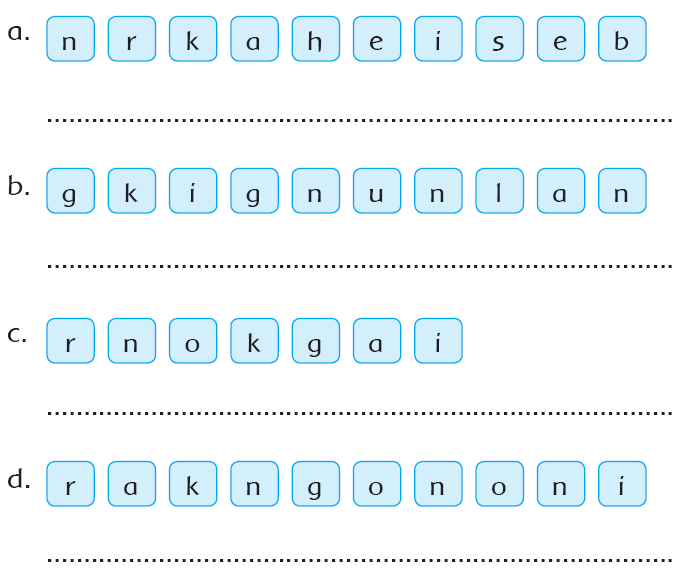 a. n r k a h e i s e b
b. g k i g n u n l a n
c. r n o k g a i
d. r a k n g o n o n i